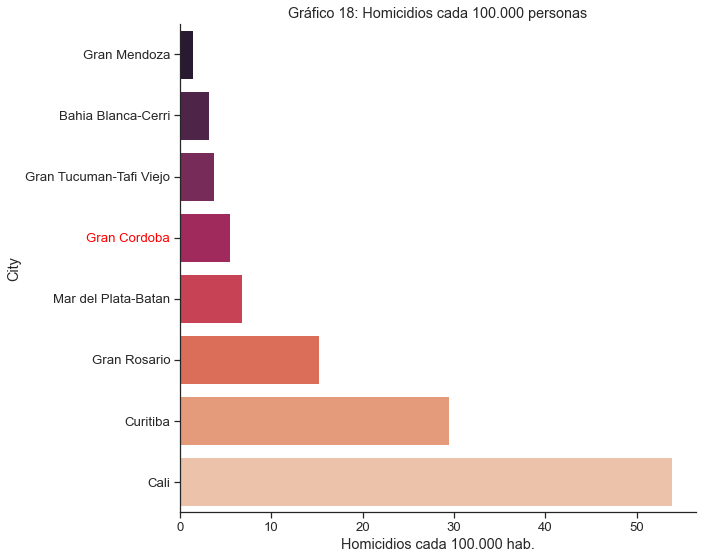 Gráfico 18: Homicidios cada 100.000 personas
City
Gran Mendoza
Bahia Blanca-Cerri
Gran Tucuman-Tafi Viejo
Gran Cordoba
Mar del Plata-Batan
Gran Rosario
Curitiba
Cali
0 10 20 30 40 50
Homicidios cada 100.000 hab.